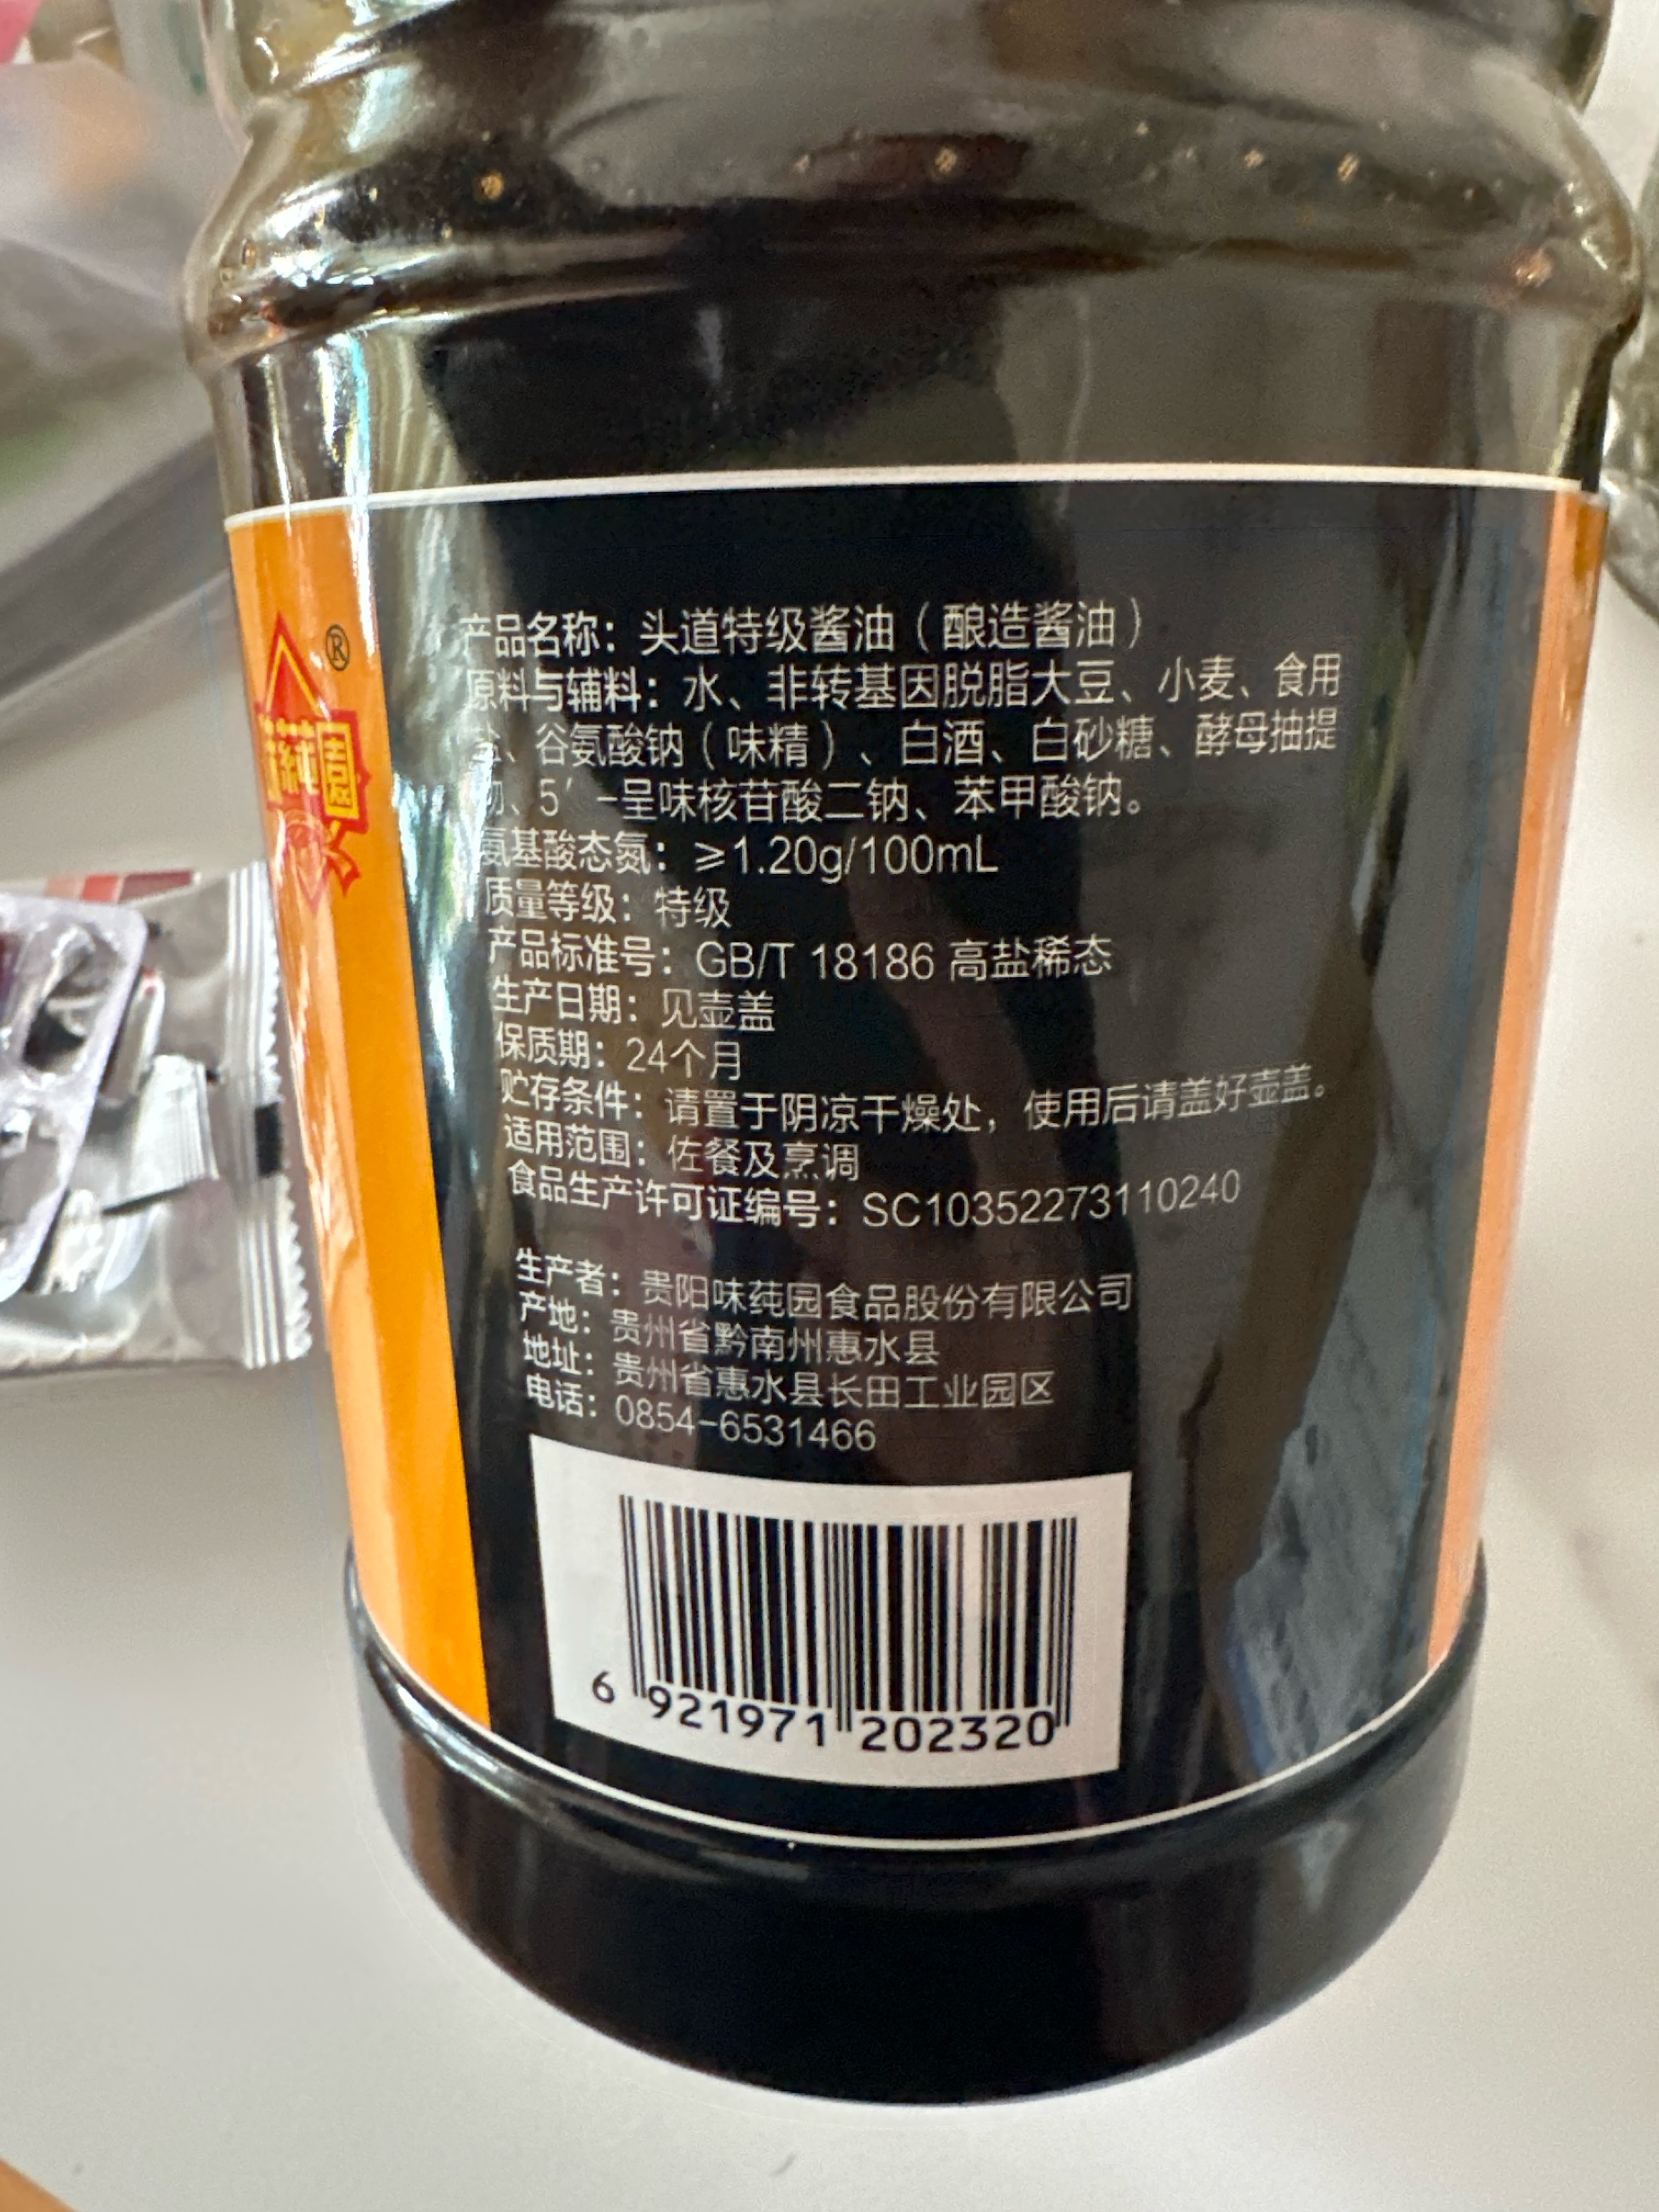 ®
味莼園
产品名称：头道特级酱油（酿造酱油）
原料与辅料：水、非转基因脱脂大豆、小麦、食用
盐、谷氨酸钠（味精）、白酒、白砂糖、酵母抽提
物、5′-呈味核苷酸二钠、苯甲酸钠。
氨基酸态氮：≥1.20g/100mL
质量等级：特级
产品标准号：GB/T 18186 高盐稀态
生产日期：见壶盖
保质期：24个月
贮存条件：请置于阴凉干燥处，使用后请盖好壶盖。
适用范围：佐餐及烹调
食品生产许可证编号：SC10352273110240
生产者：贵阳味莼园食品股份有限公司
产地：贵州省黔南州惠水县
地址：贵州省惠水县长田工业园区
电话：0854-6531466
6 921971 202320